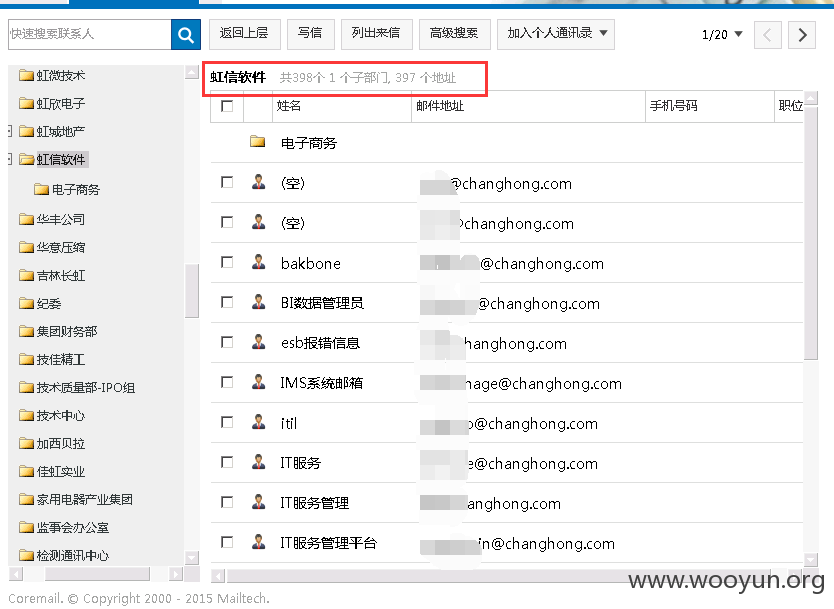 快速搜索联系人
返回上层 写信 列出来信 高级搜索 加入个人通讯录 1/20
虹微技术
虹欣电子
虹城地产
虹信软件
电子商务
华丰公司
华意压缩
吉林长虹
纪委
集团财务部
技佳精工
技术质量部-IPO组
技术中心
加西贝拉
佳虹实业
家用电器产业集团
监事会办公室
检测通讯中心
虹信软件 共398个 1 个子部门, 397 个地址
姓名 邮件地址 手机号码 职位
电子商务
(空) @changhong.com
(空) @changhong.com
bakbone @changhong.com
BI数据管理员 @changhong.com
esb报错信息 hanghong.com
IMS系统邮箱 nage@changhong.com
itil o@changhong.com
IT服务 e@changhong.com
IT服务管理 anghong.com
IT服务管理平台 in@changhong.com
www.wooyun.org
Coremail. © Copyright 2000 - 2015 Mailtech.